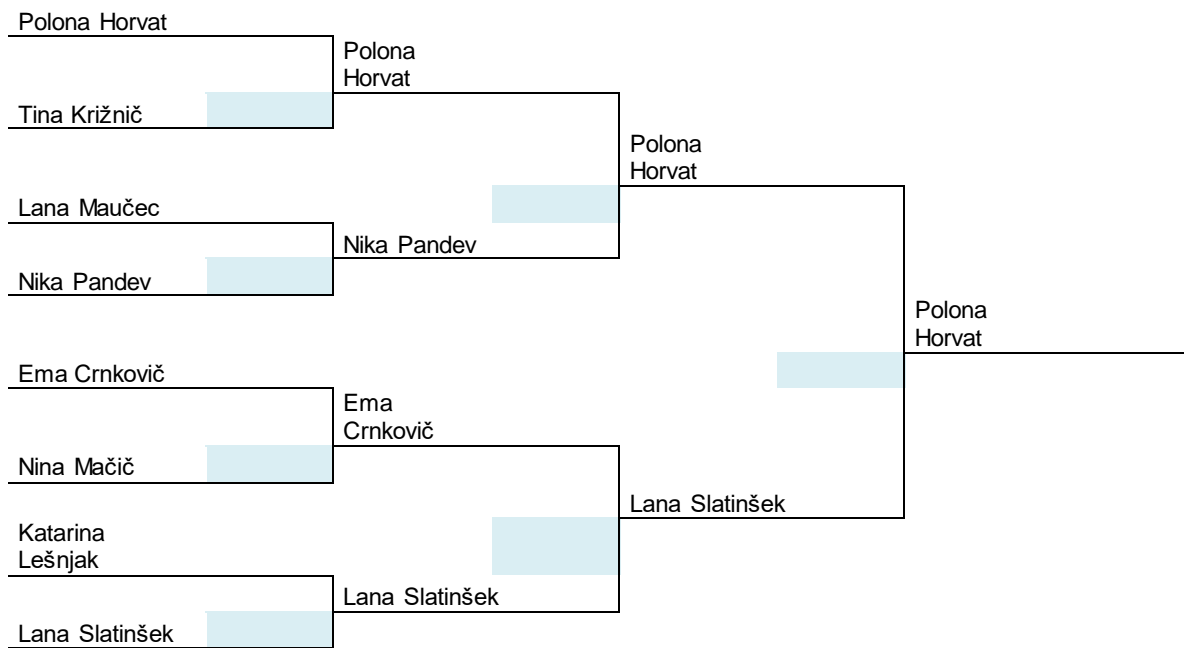 Polona Horvat
Polona
Horvat
Tina Križnič
Polona
Horvat
Lana Maučec
Nika Pandev
Nika Pandev
Polona
Horvat
Ema Crnkovič
Ema
Crnkovič
Nina Mačič
Lana Slatinšek
Katarina
Lešnjak
Lana Slatinšek
Lana Slatinšek